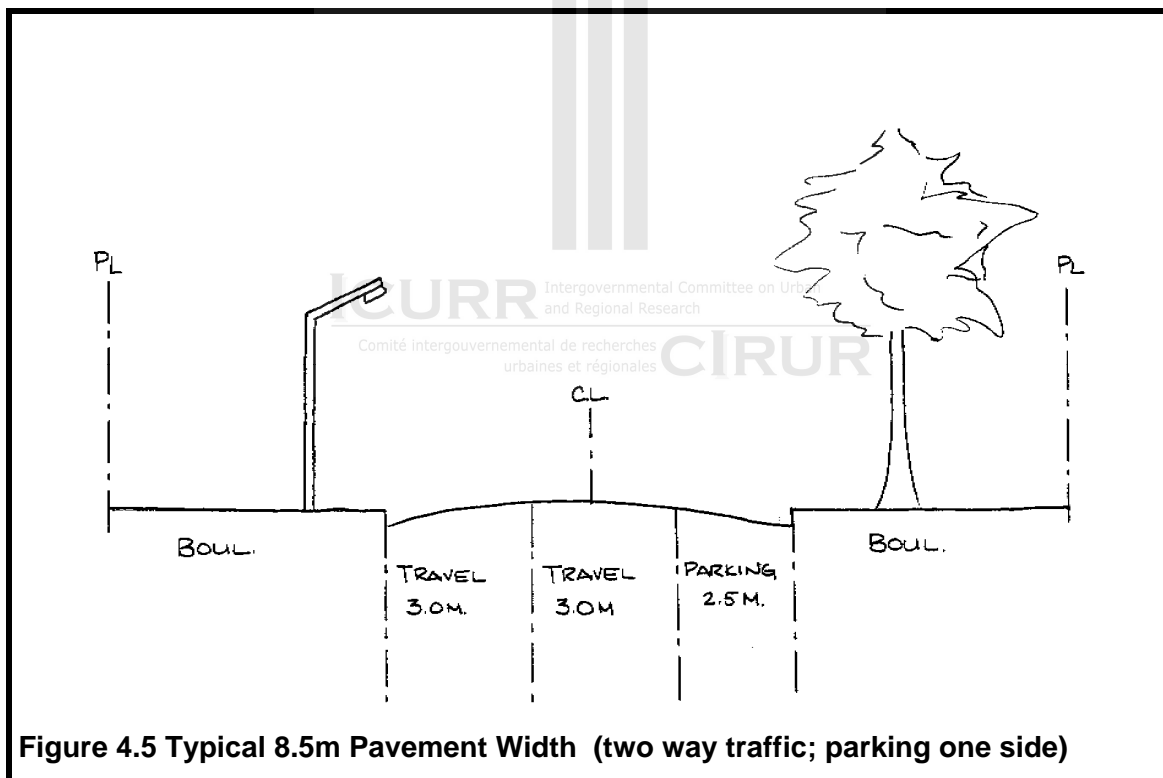 PL
PL
ICURR Intergovernmental Committee on Urban
and Regional Research
Comité intergouvernemental de recherches
urbaines et régionales CIRUR
CL.
BOUL.
BOUL.
TRAVEL TRAVEL PARKING
3.0M. 3.0M 2.5M.
Figure 4.5 Typical 8.5m Pavement Width (two way traffic; parking one side)